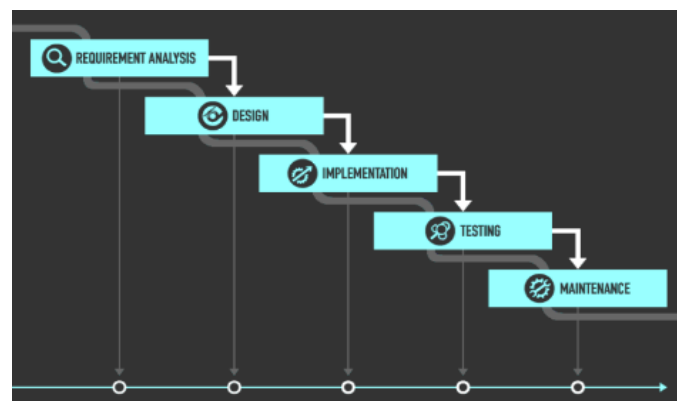 REQUIREMENT ANALYSIS
DESIGN
IMPLEMENTATION
TESTING
MAINTENANCE